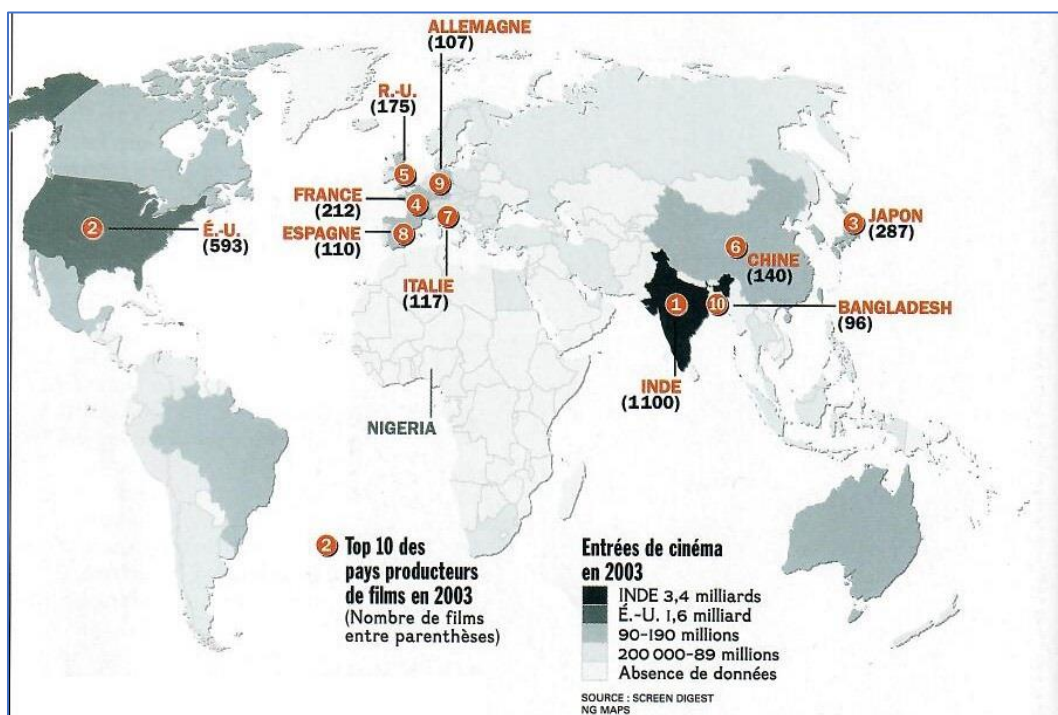 ALLEMAGNE
(107)
R.-U.
(175)
5
9
FRANCE
(212)
4
7
ESPAGNE
(110)
8
ITALIE
(117)
2
É.-U.
(593)
3
JAPON
(287)
6
CHINE
(140)
1
10
BANGLADESH
(96)
INDE
(1100)
NIGERIA
2 Top 10 des
pays producteurs
de films en 2003
(Nombre de films
entre parenthèses)
Entrées de cinéma
en 2003
INDE 3,4 milliards
É.-U. 1,6 milliard
90-190 millions
200 000-89 millions
Absence de données
SOURCE : SCREEN DIGEST
NG MAPS